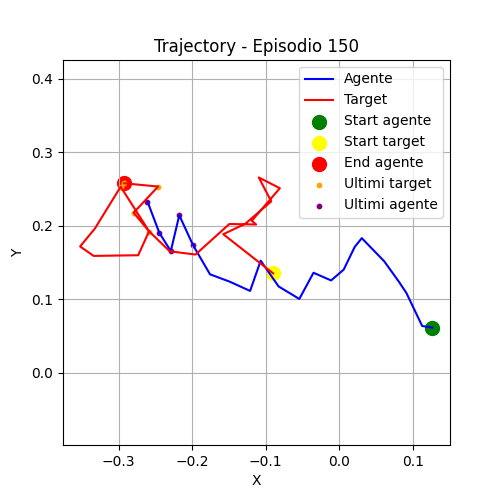 Trajectory - Episodio 150
Agente
Target
Start agente
Start target
End agente
Ultimi target
Ultimi agente
0.4
0.3
0.2
0.1
0.0
Y
−0.3
−0.2
−0.1
0.0
0.1
X